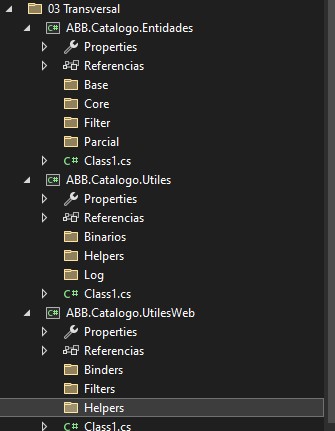 03 Transversal
C# ABB.Catalogo.Entidades
Properties
Referencias
Base
Core
Filter
Parcial
C# Class1.cs
C# ABB.Catalogo.Utiles
Properties
Referencias
Binarios
Helpers
Log
C# Class1.cs
C# ABB.Catalogo.UtilesWeb
Properties
Referencias
Binders
Filters
Helpers
C# Class1.cs